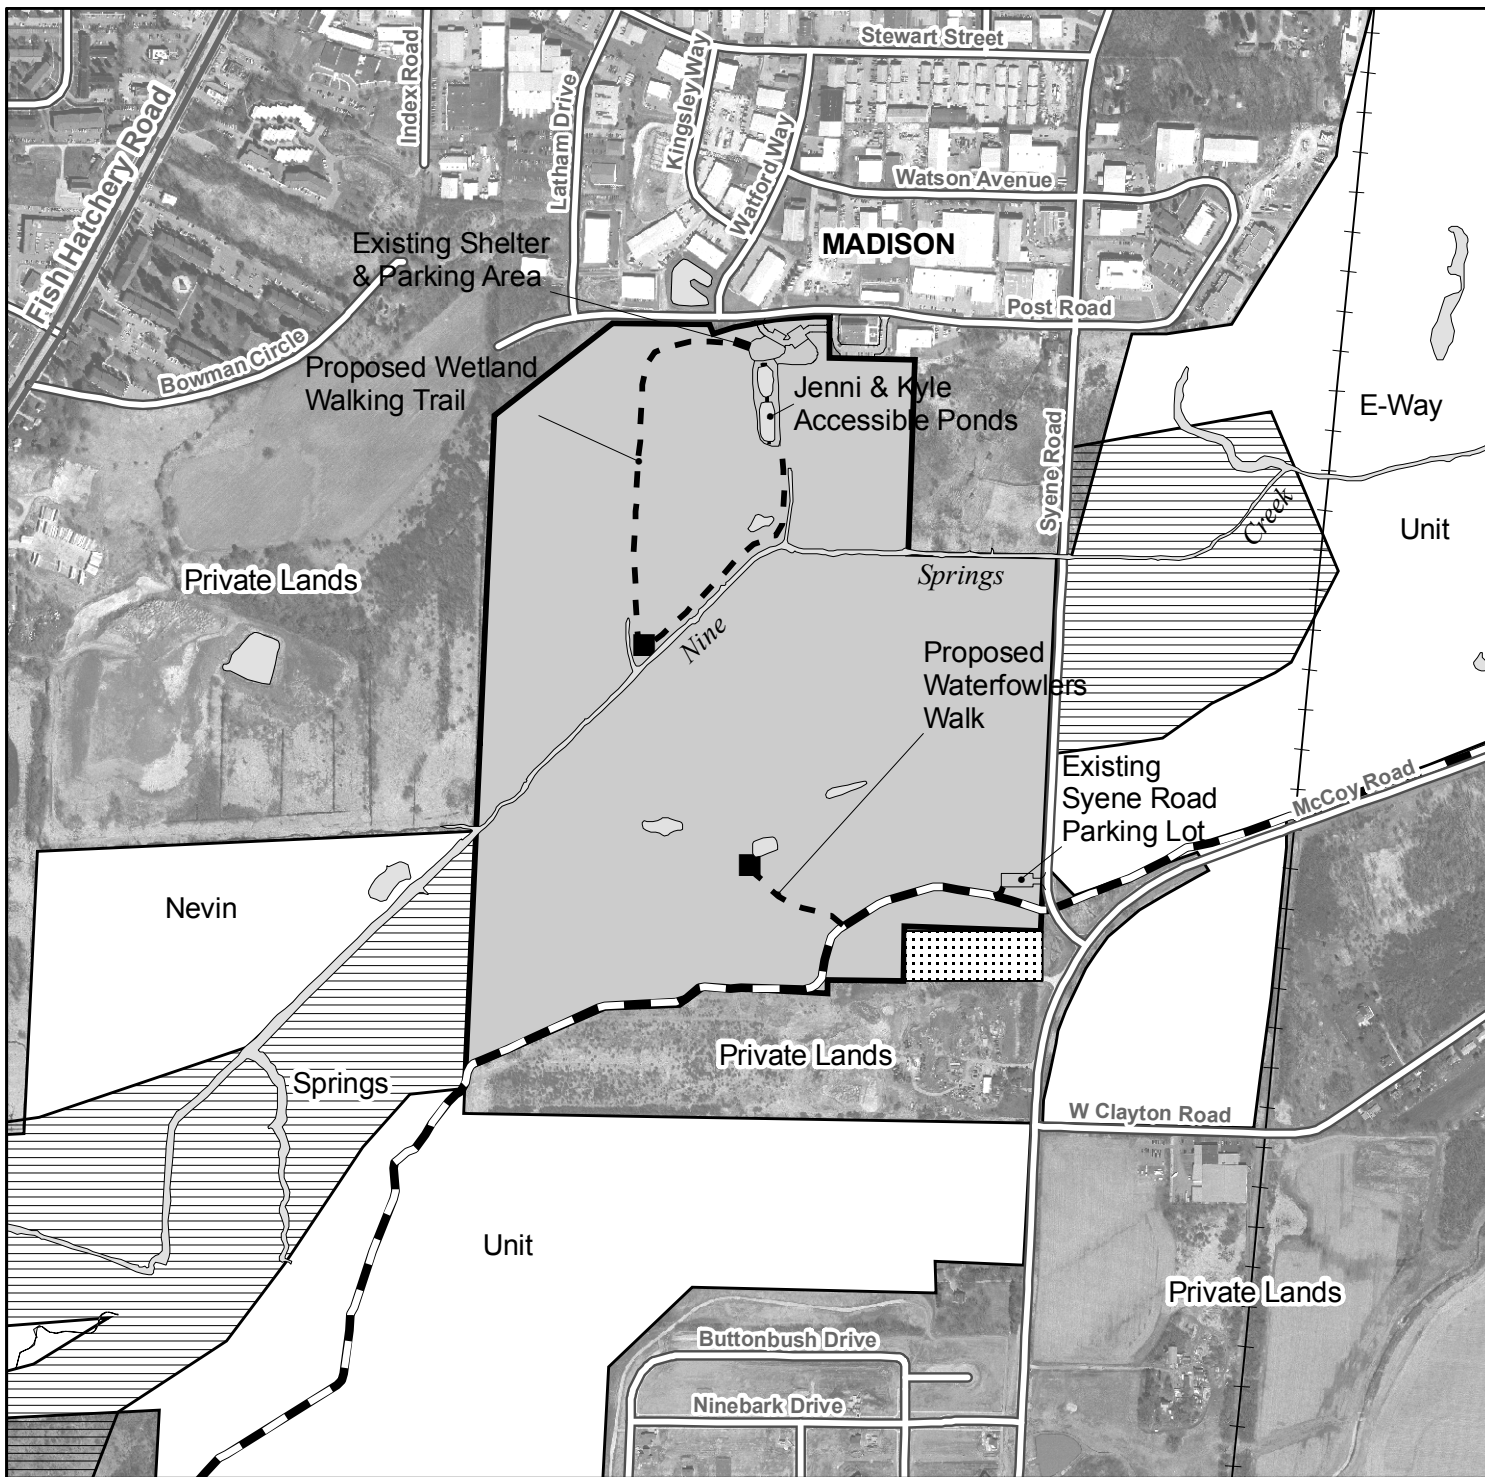 Stewart Street
Index Road
Kingsley Way
Latham Drive
Fish Hatchery Road
Watford Way
Watson Avenue
MADISON
Existing Shelter
& Parking Area
Post Road
Bowman Circle
Proposed Wetland
Walking Trail
Jenni & Kyle
Accessible Ponds
E-Way
Syene Road
Creek
Unit
Private Lands
Springs
Nine
Proposed
Waterfowlers
Walk
Existing
Syene Road
Parking Lot
McCoy Road
Nevin
Private Lands
Springs
W Clayton Road
Unit
Private Lands
Buttonbush Drive
Ninebark Drive